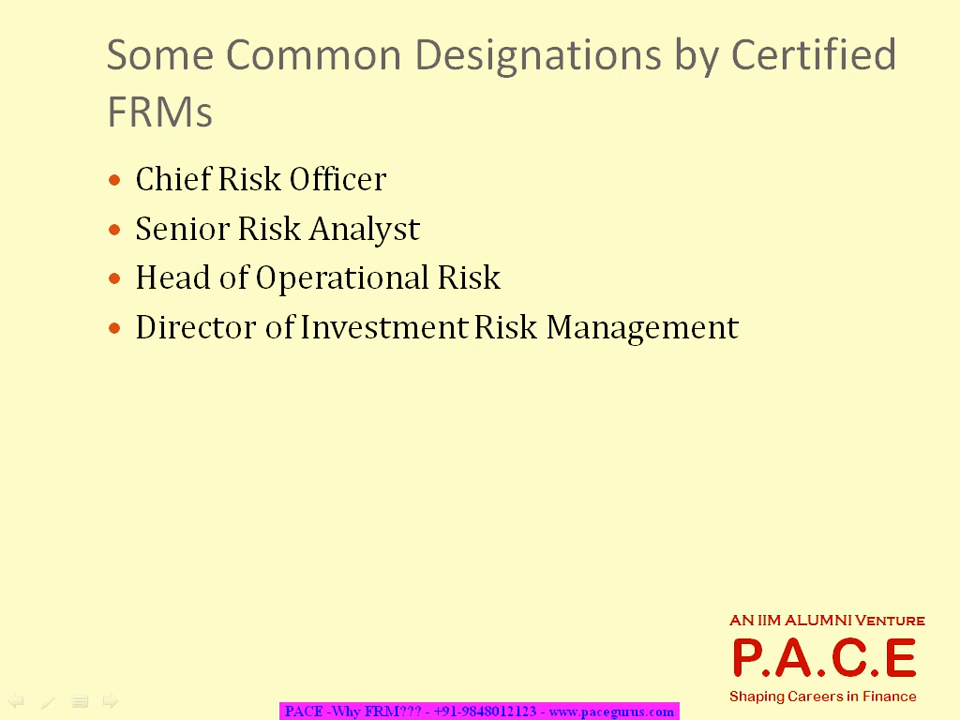 Some Common Designations by Certified
FRMs
• Chief Risk Officer
• Senior Risk Analyst
• Head of Operational Risk
• Director of Investment Risk Management
AN IIM ALUMNI VENTURE
P.A.C.E
Shaping Careers in Finance
PACE -Why FRM??? - +91-9848012123 - www.pacegurus.com